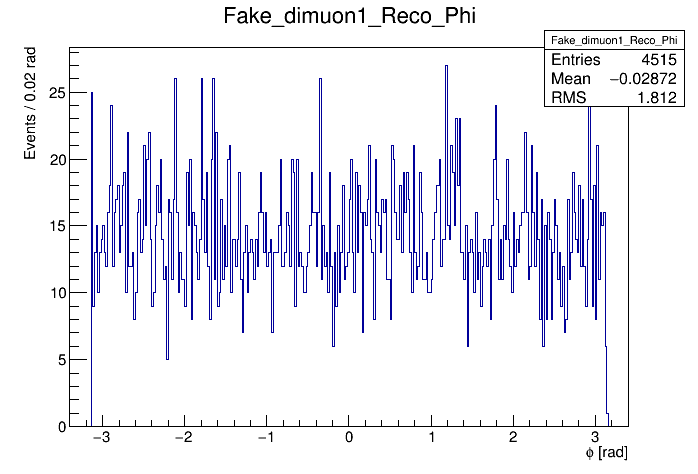 Fake_dimuon1_Reco_Phi
Fake_dimuon1_Reco_Phi
Entries 4515
Mean −0.02872
RMS 1.812
Events / 0.02 rad
25
20
15
10
5
0
−3 −2 −1 0 1 2 3
ϕ [rad]